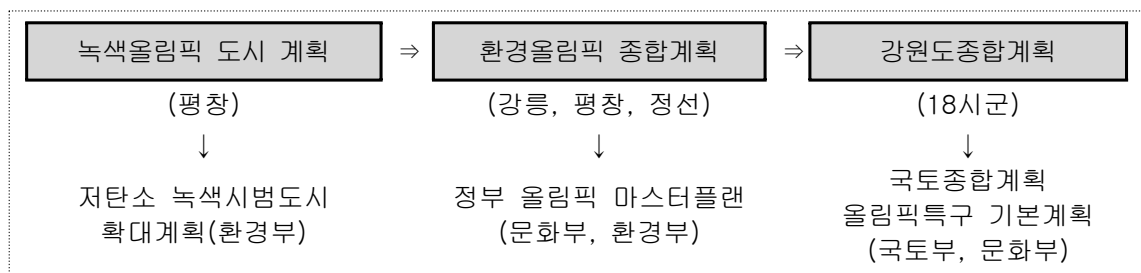 녹색올림픽 도시 계획 ⇒ 환경올림픽 종합계획 ⇒ 강원도종합계획
(평창) (강릉, 평창, 정선) (18시군)
↓ ↓ ↓
저탄소 녹색시범도시
확대계획(환경부)
정부 올림픽 마스터플랜
(문화부, 환경부)
국토종합계획
올림픽특구 기본계획
(국토부, 문화부)